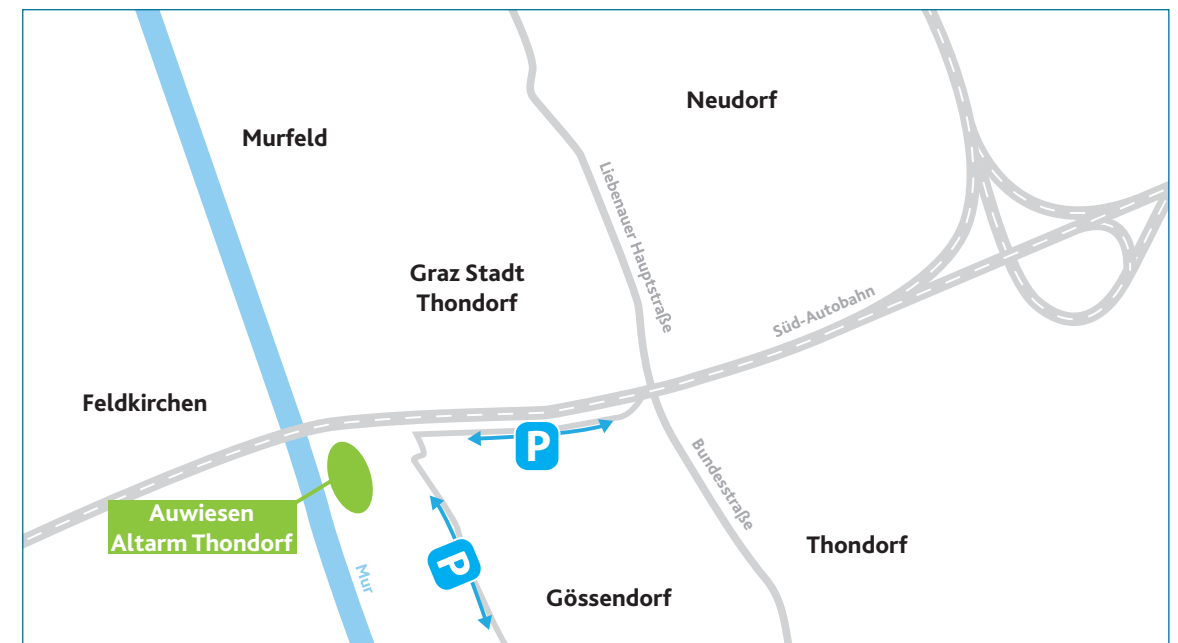 Neudorf
Murfeld
Liebenauer Hauptstraße
Graz Stadt
Thondorf
Süd-Autobahn
Feldkirchen
P
Bundesstraße
Auwiesen
Altarm Thondorf
Thondorf
P
Mur
Gössendorf